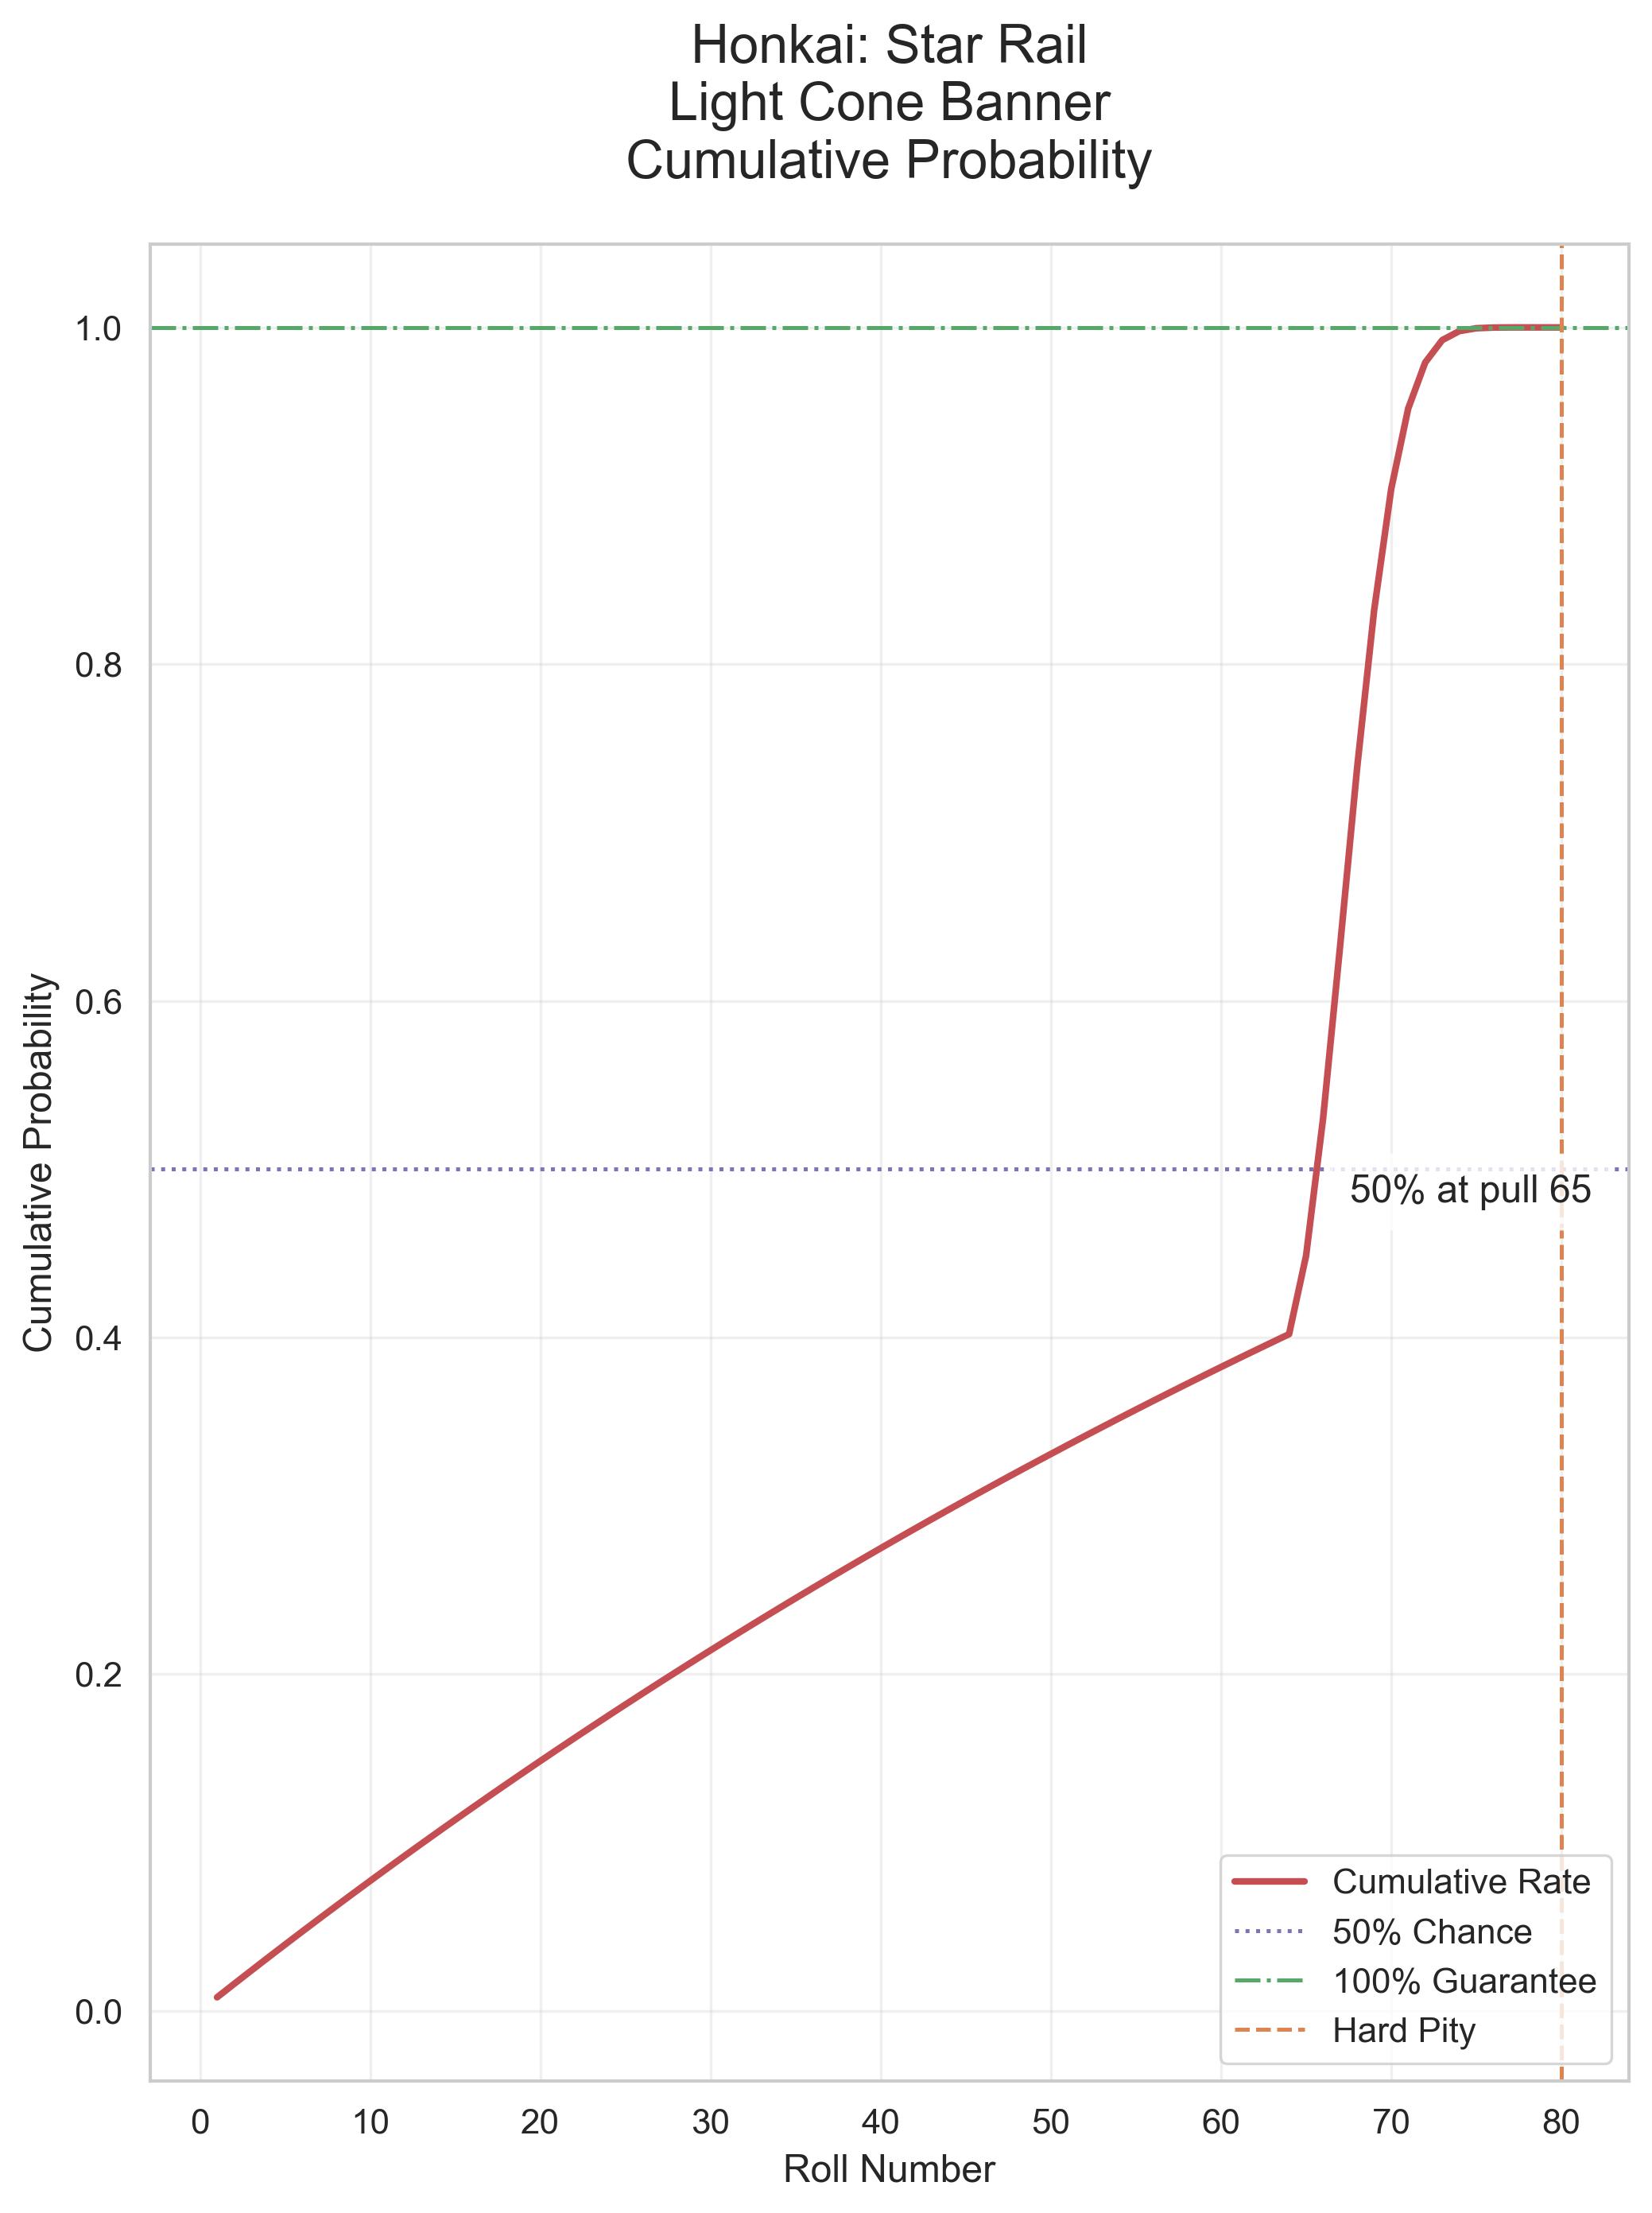 Honkai: Star Rail
Light Cone Banner
Cumulative Probability
Cumulative Probability
1.0
0.8
0.6
0.4
0.2
0.0
50% at pull 65
Cumulative Rate
50% Chance
100% Guarantee
Hard Pity
0 10 20 30 40 50 60 70 80
Roll Number